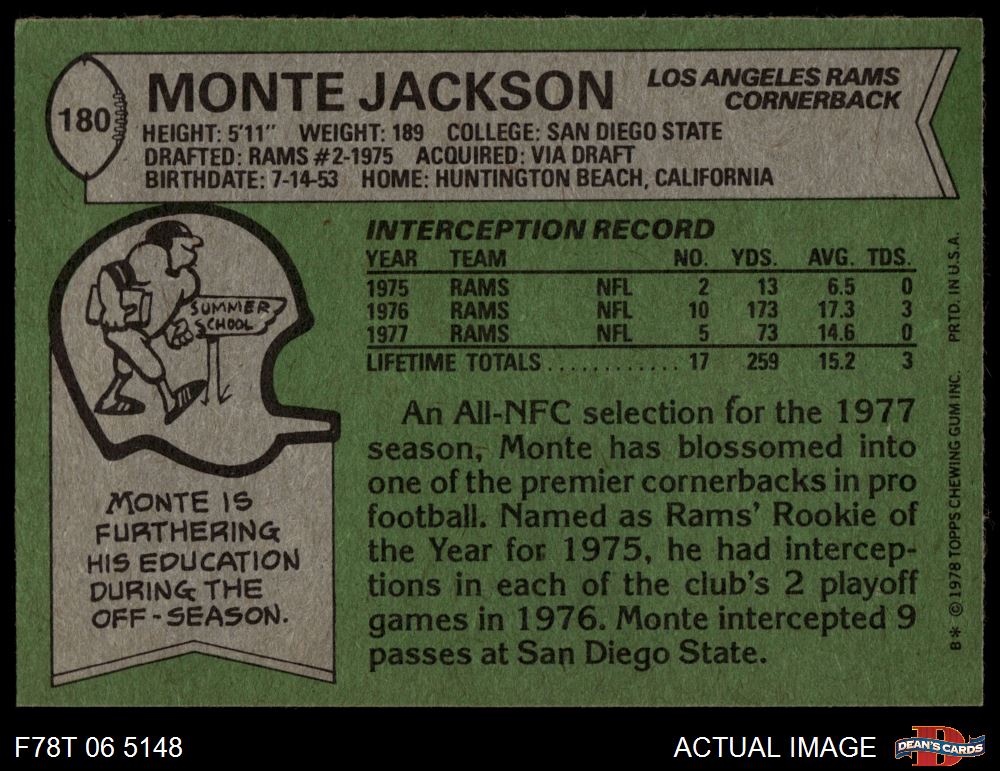 180
MONTE JACKSON
LOS ANGELES RAMS
CORNERBACK
HEIGHT: 5'11" WEIGHT: 189 COLLEGE: SAN DIEGO STATE
DRAFTED: RAMS #2-1975 ACQUIRED: VIA DRAFT
BIRTHDATE: 7-14-53 HOME: HUNTINGTON BEACH, CALIFORNIA
SUMMER
SCHOOL
MONTE IS
FURTHERING
HIS EDUCATION
DURING THE
OFF-SEASON.
INTERCEPTION RECORD
YEAR TEAM NO. YDS. AVG. TDS.
1975 RAMS NFL 2 13 6.5 0
1976 RAMS NFL 10 173 17.3 3
1977 RAMS NFL 5 73 14.6 0
LIFETIME TOTALS............ 17 259 15.2 3
An All-NFC selection for the 1977
season, Monte has blossomed into
one of the premier cornerbacks in pro
football. Named as Rams' Rookie of
the Year for 1975, he had intercep-
tions in each of the club's 2 playoff
games in 1976. Monte intercepted 9
passes at San Diego State.
B* © 1978 TOPPS CHEWING GUM INC. PRTD. IN U.S.A.
F78T 06 5148
ACTUAL IMAGE
D
DEAN'S CARDS